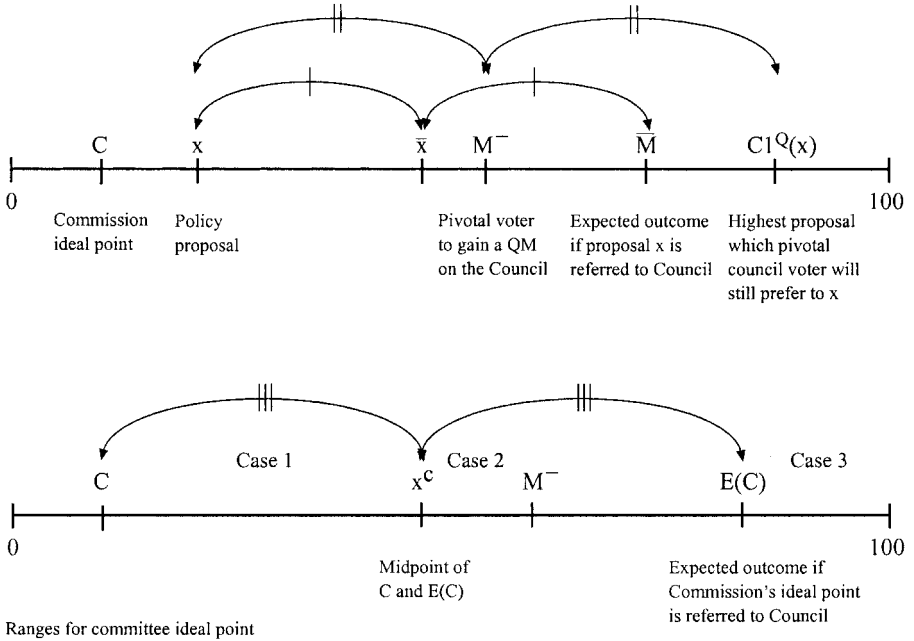 C x x̄ M⁻ M̄ C1^Q(x)
0 100
Commission
ideal point
Policy
proposal
Pivotal voter
to gain a QM
on the Council
Expected outcome
if proposal x is
referred to Council
Highest proposal
which pivotal
council voter will
still prefer to x
Case 1 Case 2 Case 3
C x^c M⁻ E(C)
0 100
Midpoint of
C and E(C)
Expected outcome if
Commission's ideal point
is referred to Council
Ranges for committee ideal point